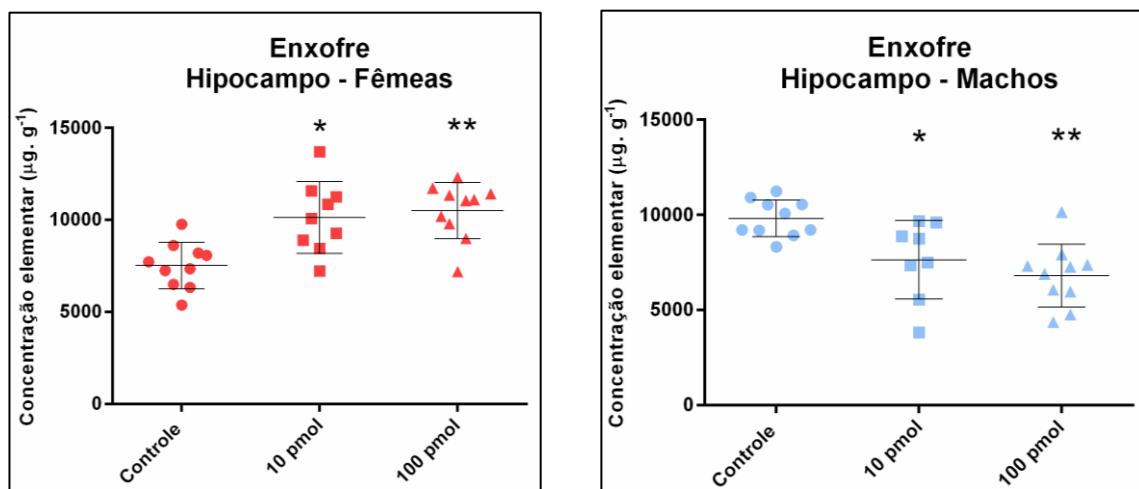 Enxofre
Hipocampo - Fêmeas
Concentração elementar (µg. g⁻¹)
15000
10000
5000
0
*
**
Controle
10 pmol
100 pmol
Enxofre
Hipocampo - Machos
Concentração elementar (µg. g⁻¹)
15000
10000
5000
0
*
**
Controle
10 pmol
100 pmol